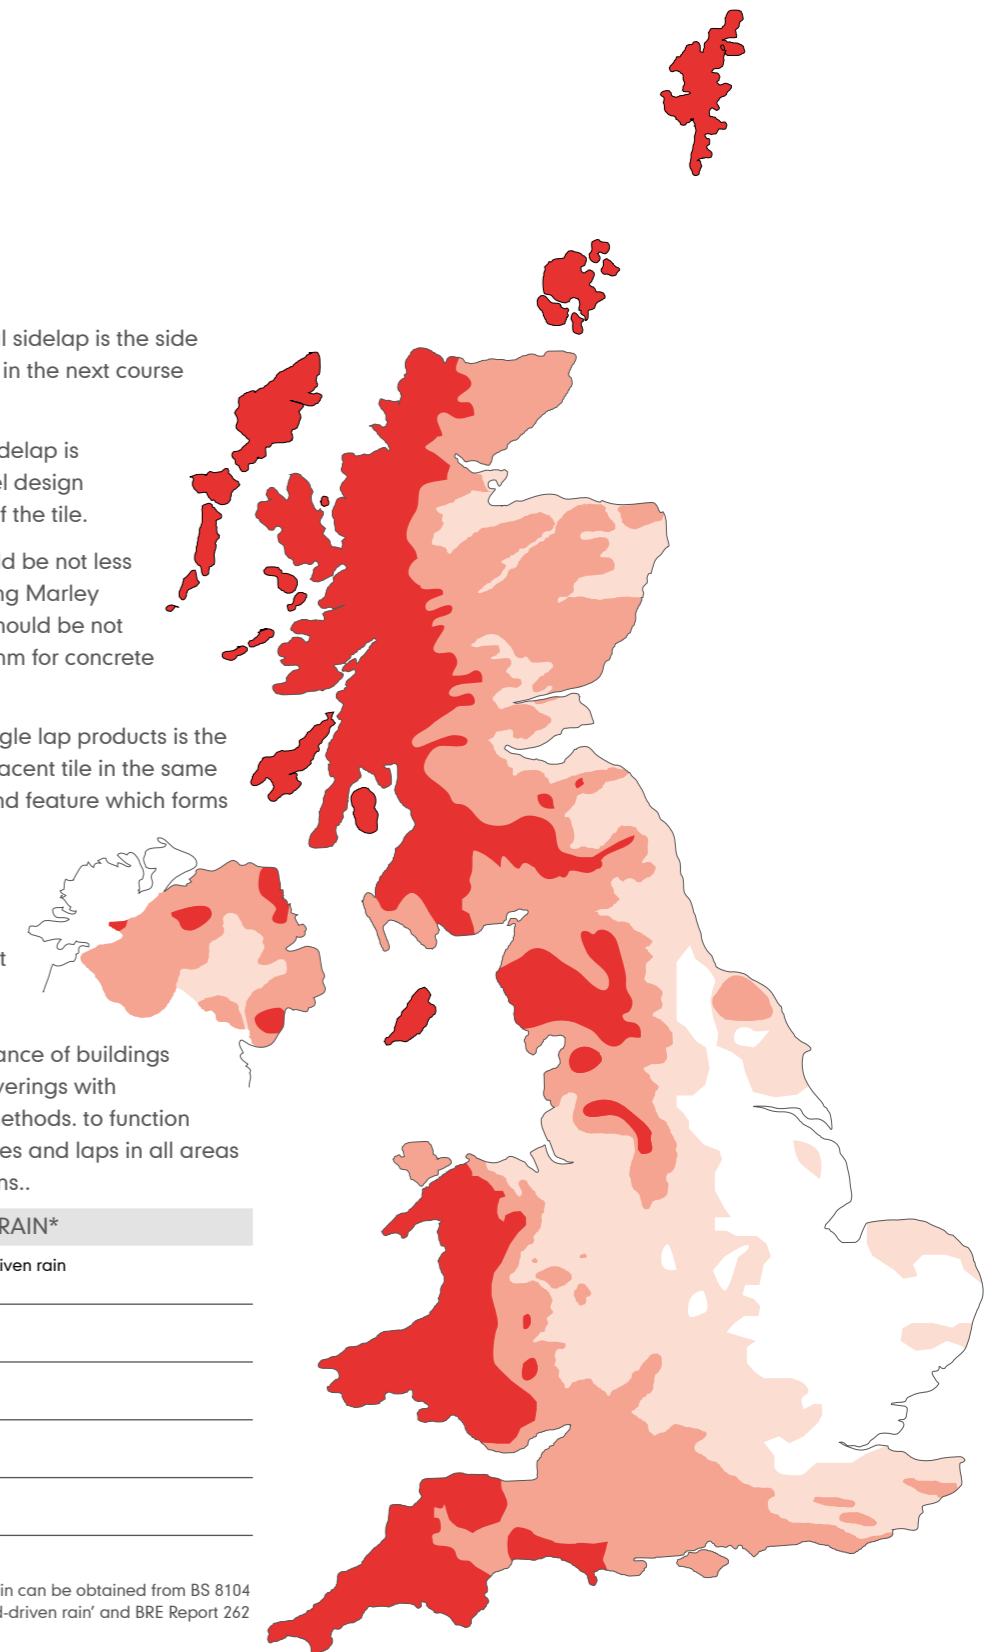 l sidelap is the side
in the next course
delap is
el design
f the tile.
ld be not less
ng Marley
hould be not
nm for concrete
gle lap products is the
acent tile in the same
nd feature which forms
t
ance of buildings
verings with
ethods. to function
es and laps in all areas
ns..
RAIN*
iven rain
in can be obtained from BS 8104
d-driven rain’ and BRE Report 262